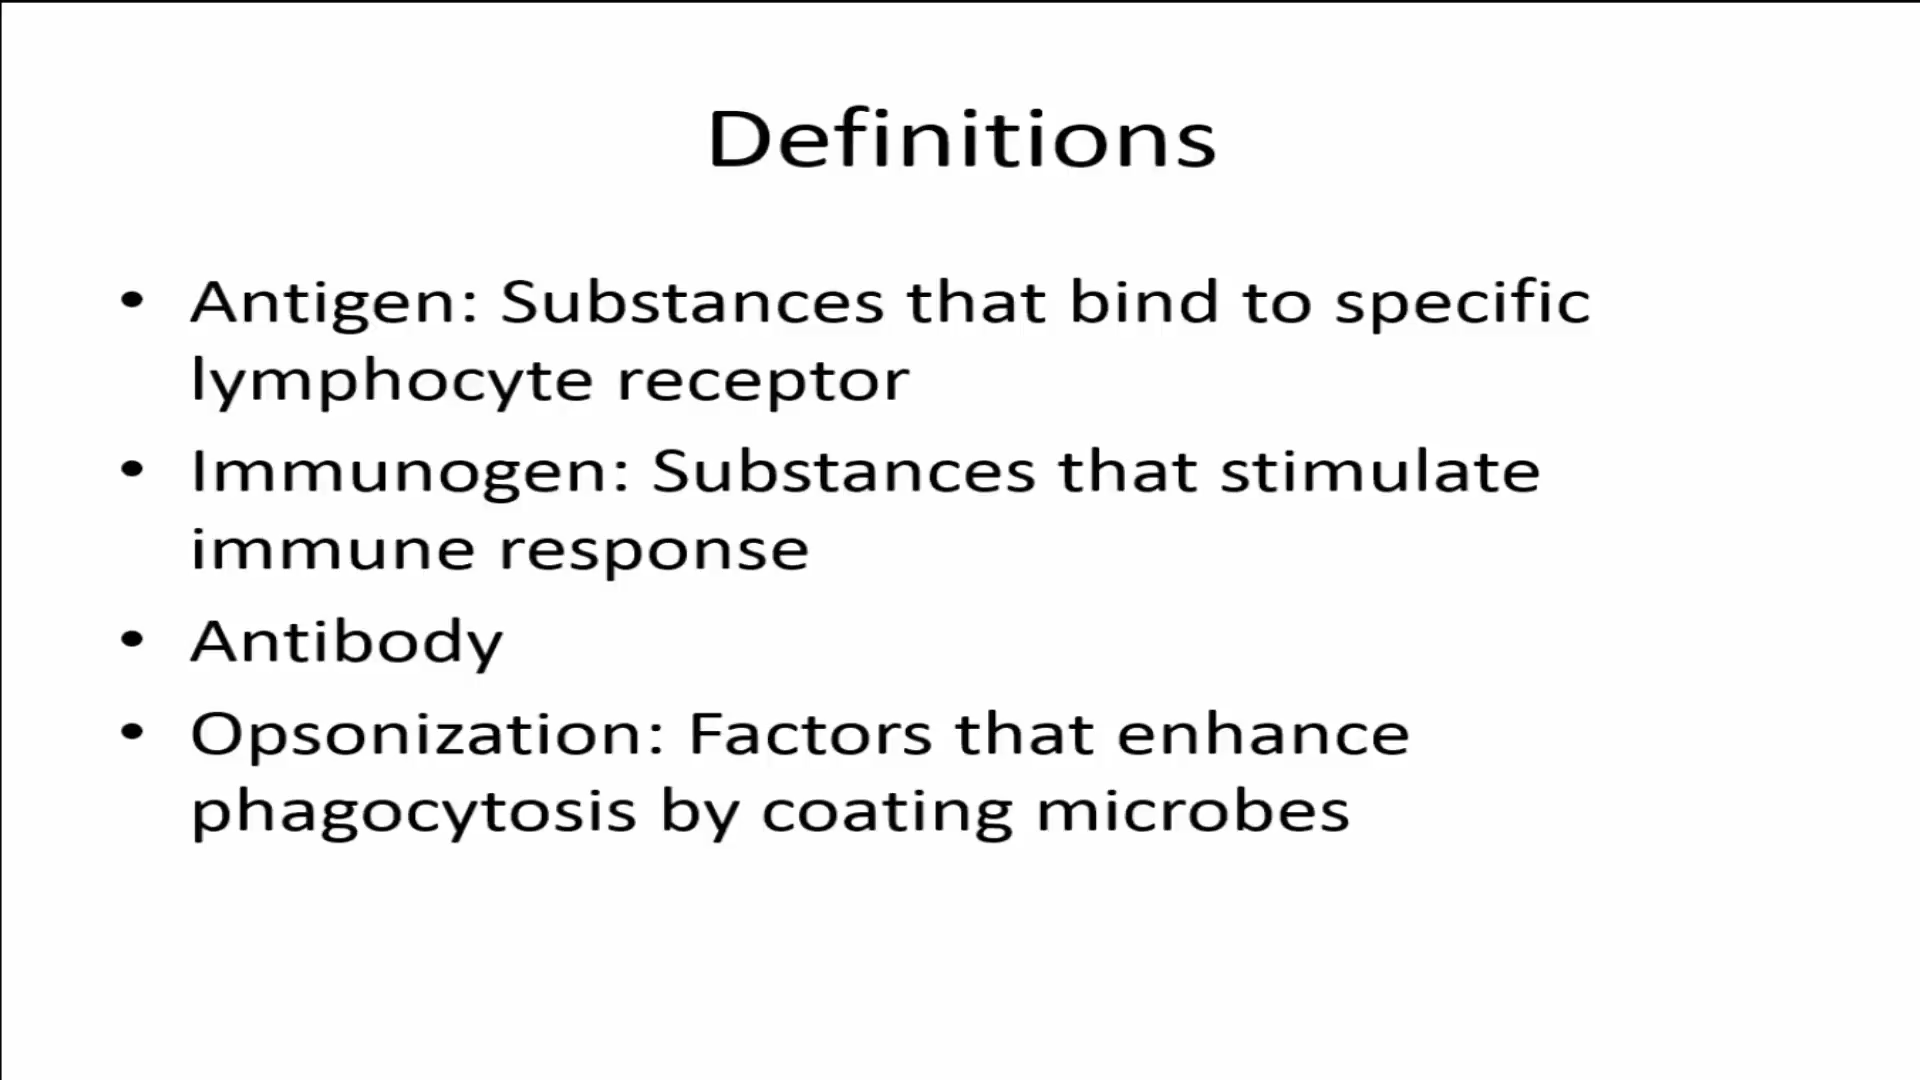 Definitions
• Antigen: Substances that bind to specific
lymphocyte receptor
• Immunogen: Substances that stimulate
immune response
• Antibody
• Opsonization: Factors that enhance
phagocytosis by coating microbes